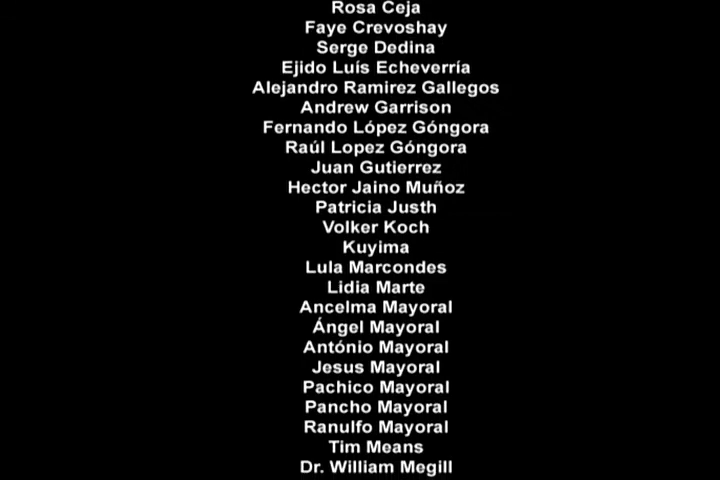 Rosa Ceja
Faye Crevoshay
Serge Dedina
Ejido Luís Echeverría
Alejandro Ramirez Gallegos
Andrew Garrison
Fernando López Góngora
Raúl Lopez Góngora
Juan Gutierrez
Hector Jaino Muñoz
Patricia Justh
Volker Koch
Kuyima
Lula Marcondes
Lidia Marte
Ancelma Mayoral
Ángel Mayoral
António Mayoral
Jesus Mayoral
Pachico Mayoral
Pancho Mayoral
Ranulfo Mayoral
Tim Means
Dr. William Megill